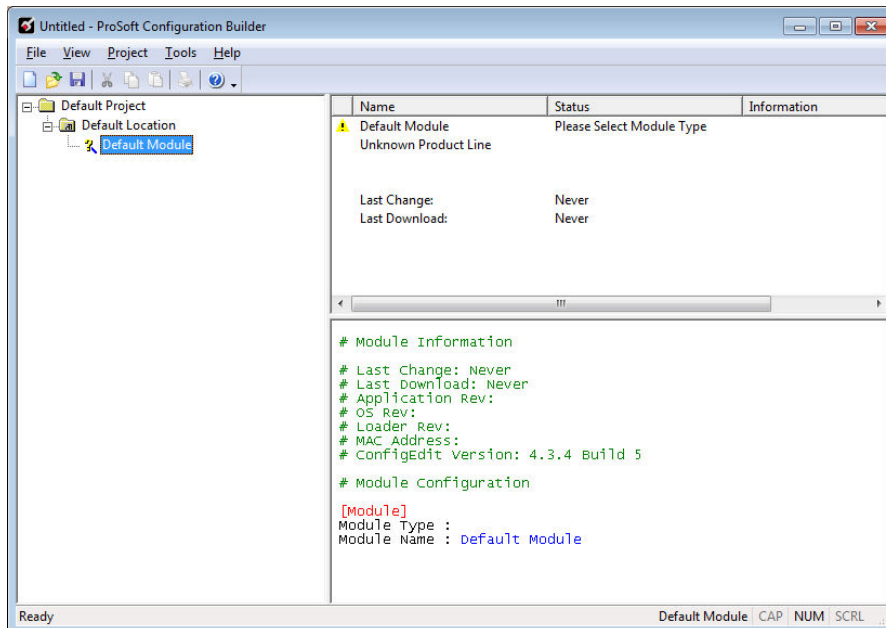 Untitled - ProSoft Configuration Builder
File View Project Tools Help
Default Project
Default Location
Default Module
Name Status Information
Default Module Please Select Module Type
Unknown Product Line
Last Change: Never
Last Download: Never
# Module Information
# Last Change: Never
# Last Download: Never
# Application Rev:
# OS Rev:
# Loader Rev:
# MAC Address:
# ConfigEdit Version: 4.3.4 Build 5
# Module Configuration
[Module]
Module Type :
Module Name : Default Module
Ready Default Module CAP NUM SCRL